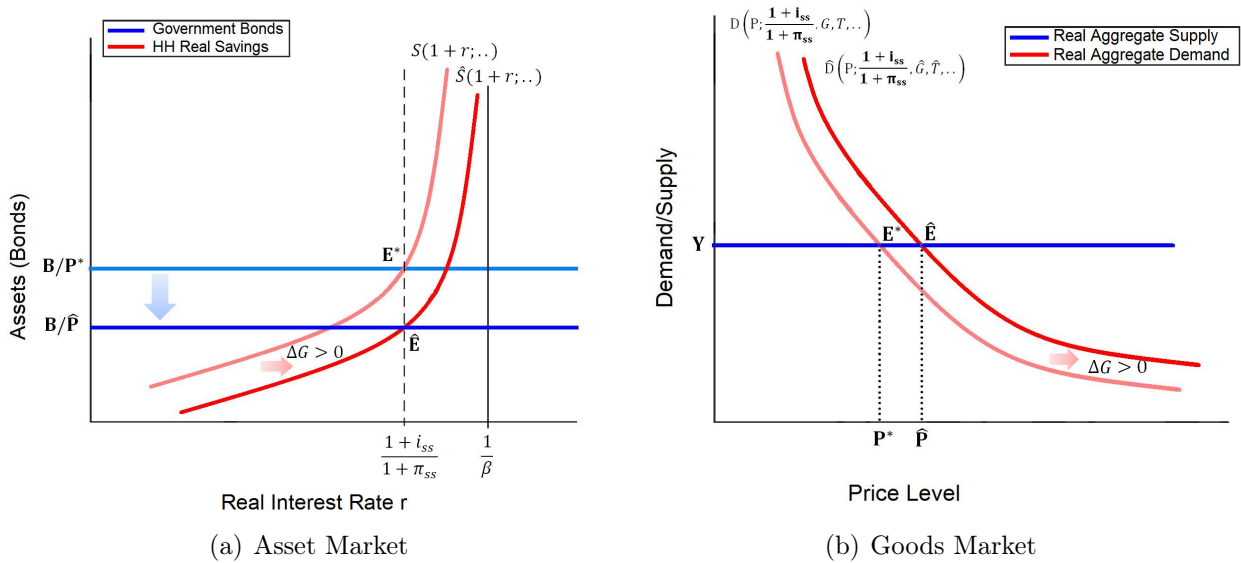 Government Bonds
HH Real Savings
S(1 + r; ..)
Ŝ(1 + r; ..)
Assets (Bonds)
B/P*
B/P̂
E*
Ê
ΔG > 0
1 + i_ss
1 + π_ss
1
β
Real Interest Rate r
(a) Asset Market
D(P; 1 + i_ss / 1 + π_ss, G, T, ..)
D̂(P; 1 + i_ss / 1 + π_ss, Ĝ, T̂, ..)
Real Aggregate Supply
Real Aggregate Demand
Demand/Supply
Y
E*
Ê
ΔG > 0
P*
P̂
Price Level
(b) Goods Market